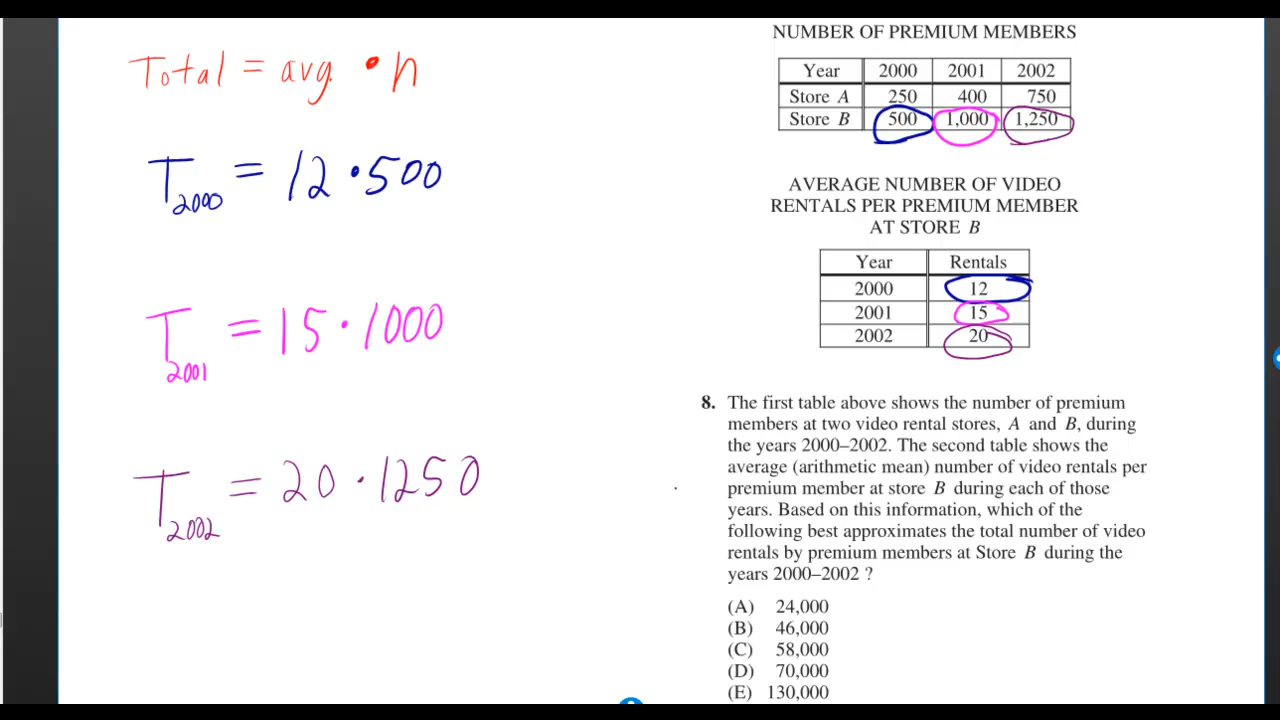 Total = avg. • n
T2000 = 12 • 500
T2001 = 15 • 1000
T2002 = 20 • 1250
NUMBER OF PREMIUM MEMBERS
Year 2000 2001 2002
Store A 250 400 750
Store B 500 1,000 1,250
AVERAGE NUMBER OF VIDEO
RENTALS PER PREMIUM MEMBER
AT STORE B
Year Rentals
2000 12
2001 15
2002 20
8. The first table above shows the number of premium
members at two video rental stores, A and B, during
the years 2000–2002. The second table shows the
average (arithmetic mean) number of video rentals per
premium member at store B during each of those
years. Based on this information, which of the
following best approximates the total number of video
rentals by premium members at Store B during the
years 2000–2002 ?
(A) 24,000
(B) 46,000
(C) 58,000
(D) 70,000
(E) 130,000